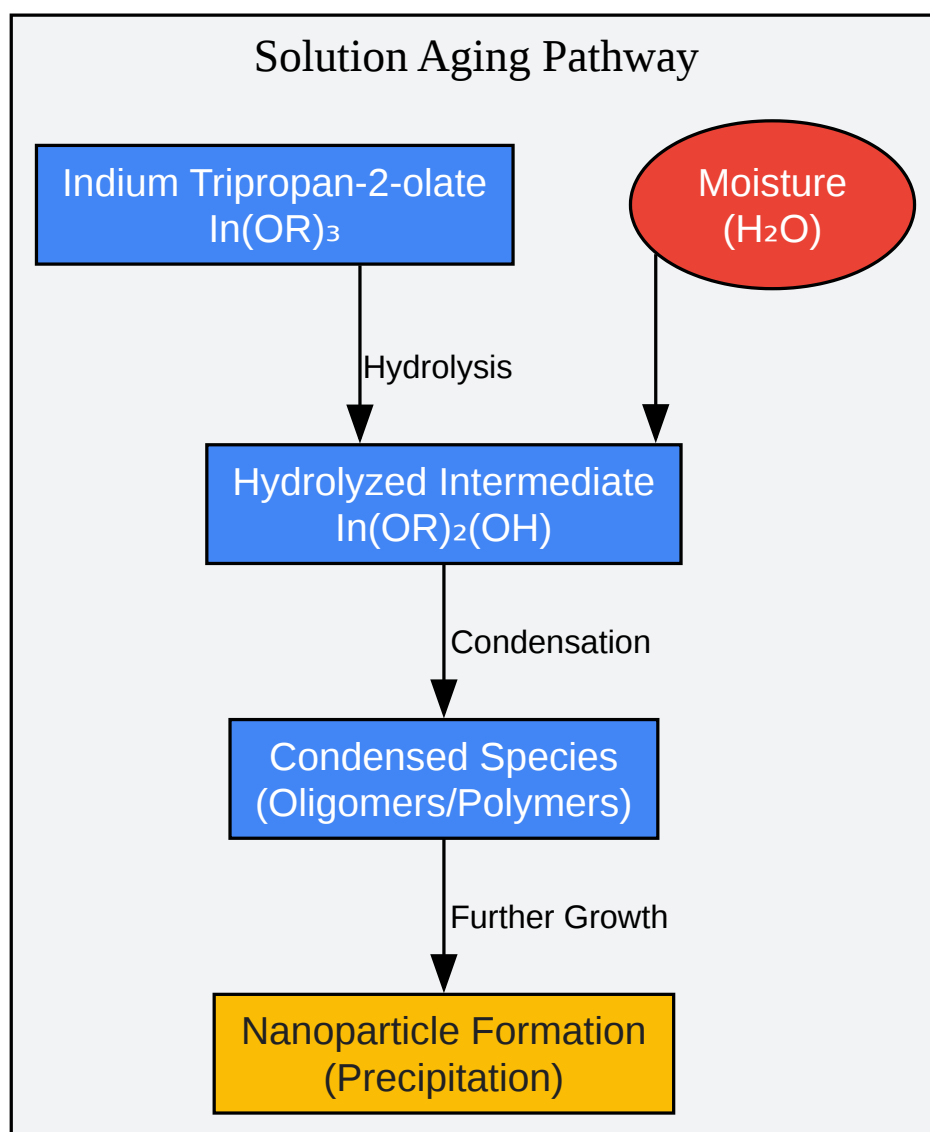 Solution Aging Pathway
Indium Tripropan-2-olate
In(OR)₃
Moisture
(H₂O)
Hydrolysis
Hydrolyzed Intermediate
In(OR)₂(OH)
Condensation
Condensed Species
(Oligomers/Polymers)
Further Growth
Nanoparticle Formation
(Precipitation)